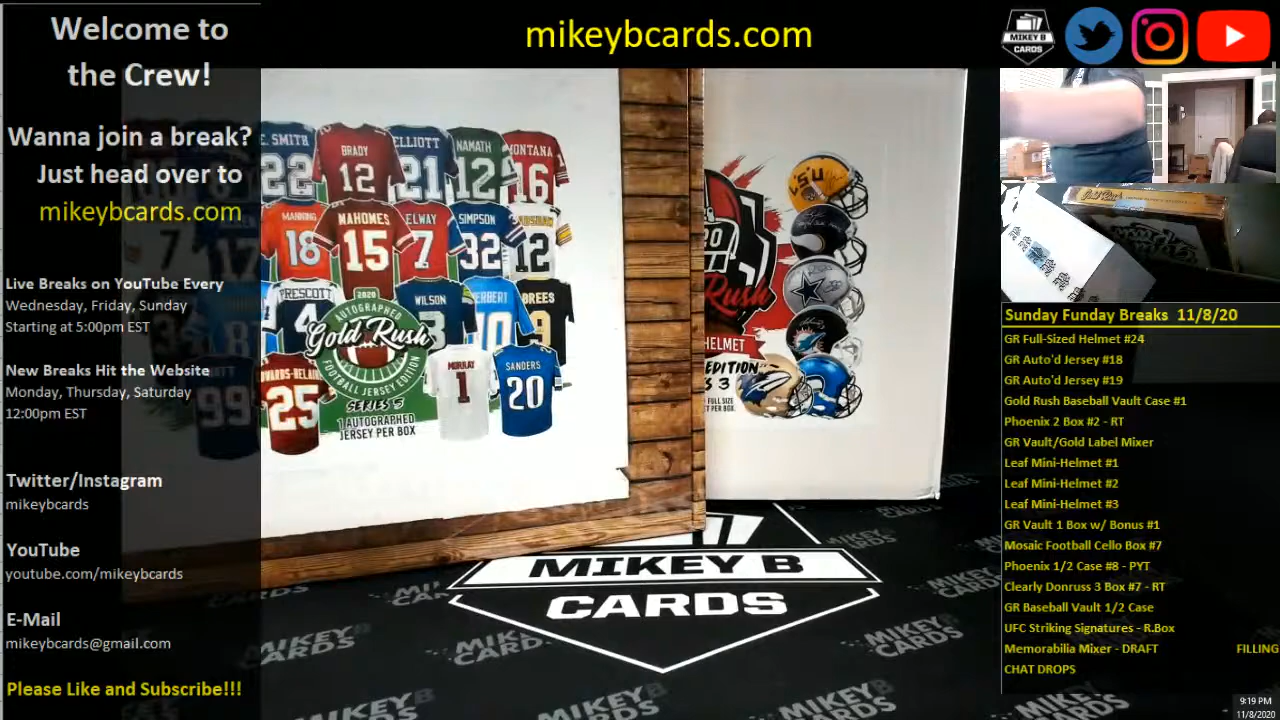 Welcome to
the Crew!
Wanna join a break?
Just head over to
mikeybcards.com
Live Breaks on YouTube Every
Wednesday, Friday, Sunday
Starting at 5:00pm EST
New Breaks Hit the Website
Monday, Thursday, Saturday
12:00pm EST
Twitter/Instagram
mikeybcards
YouTube
youtube.com/mikeybcards
E-Mail
mikeybcards@gmail.com
Please Like and Subscribe!!!
mikeybcards.com
MIKEY B
CARDS
E. SMITH
22
BRADY
12
ELLIOTT
21
NAMATH
12
MONTANA
16
MANNING
18
MAHOMES
15
ELWAY
7
SIMPSON
32
12
PRESCOTT
4
WILSON
3
HERBERT
10
BREES
9
25
MURRAY
1
SANDERS
20
2020
AUTOGRAPHED
Gold Rush
FOOTBALL JERSEY EDITION
SERIES 5
1 AUTOGRAPHED
JERSEY PER BOX
LSU
Rush
HELMET
EDITION
S 3
FULL SIZE
T PER BOX.
MIKEY B
CARDS
Gold Rush
Sunday Funday Breaks 11/8/20
GR Full-Sized Helmet #24
GR Auto'd Jersey #18
GR Auto'd Jersey #19
Gold Rush Baseball Vault Case #1
Phoenix 2 Box #2 - RT
GR Vault/Gold Label Mixer
Leaf Mini-Helmet #1
Leaf Mini-Helmet #2
Leaf Mini-Helmet #3
GR Vault 1 Box w/ Bonus #1
Mosaic Football Cello Box #7
Phoenix 1/2 Case #8 - PYT
Clearly Donruss 3 Box #7 - RT
GR Baseball Vault 1/2 Case
UFC Striking Signatures - R.Box
Memorabilia Mixer - DRAFT FILLING
CHAT DROPS
9:19 PM
11/8/2020